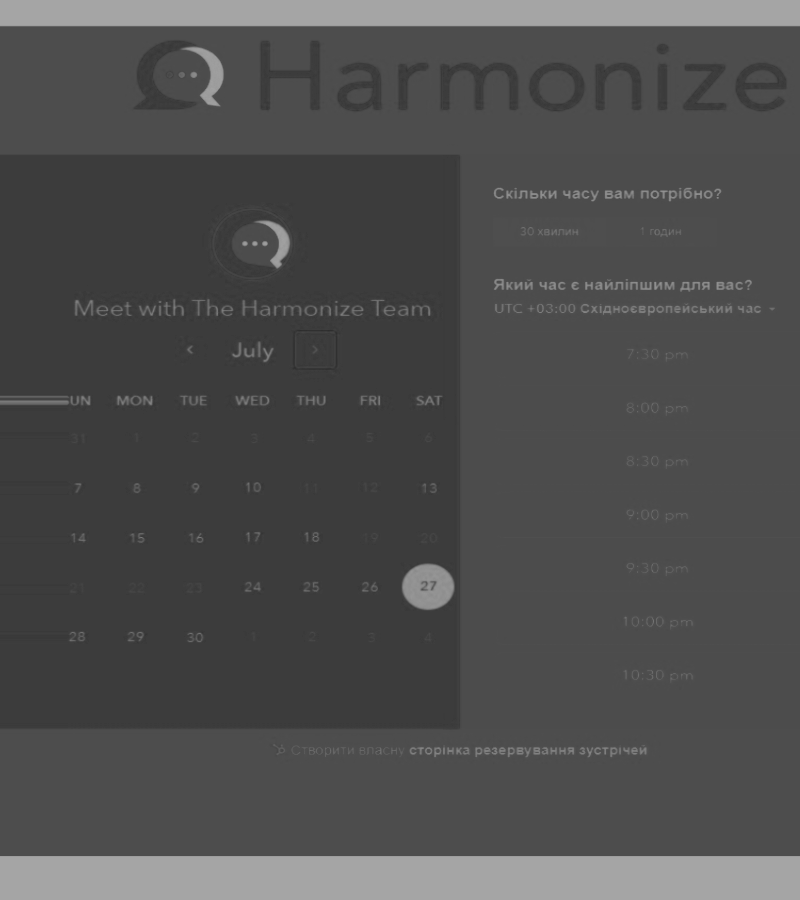 Harmonize
Meet with The Harmonize Team
‹ July ›
UN MON TUE WED THU FRI SAT
31 1 2 3 4 5 6
7 8 9 10 11 12 13
14 15 16 17 18 19 20
21 22 23 24 25 26 27
28 29 30 1 2 3 4
Скільки часу вам потрібно?
30 хвилин 1 годин
Який час є найліпшим для вас?
UTC +03:00 Східноєвропейський час
7:30 pm
8:00 pm
8:30 pm
9:00 pm
9:30 pm
10:00 pm
10:30 pm
Створити власну сторінка резервування зустрічей